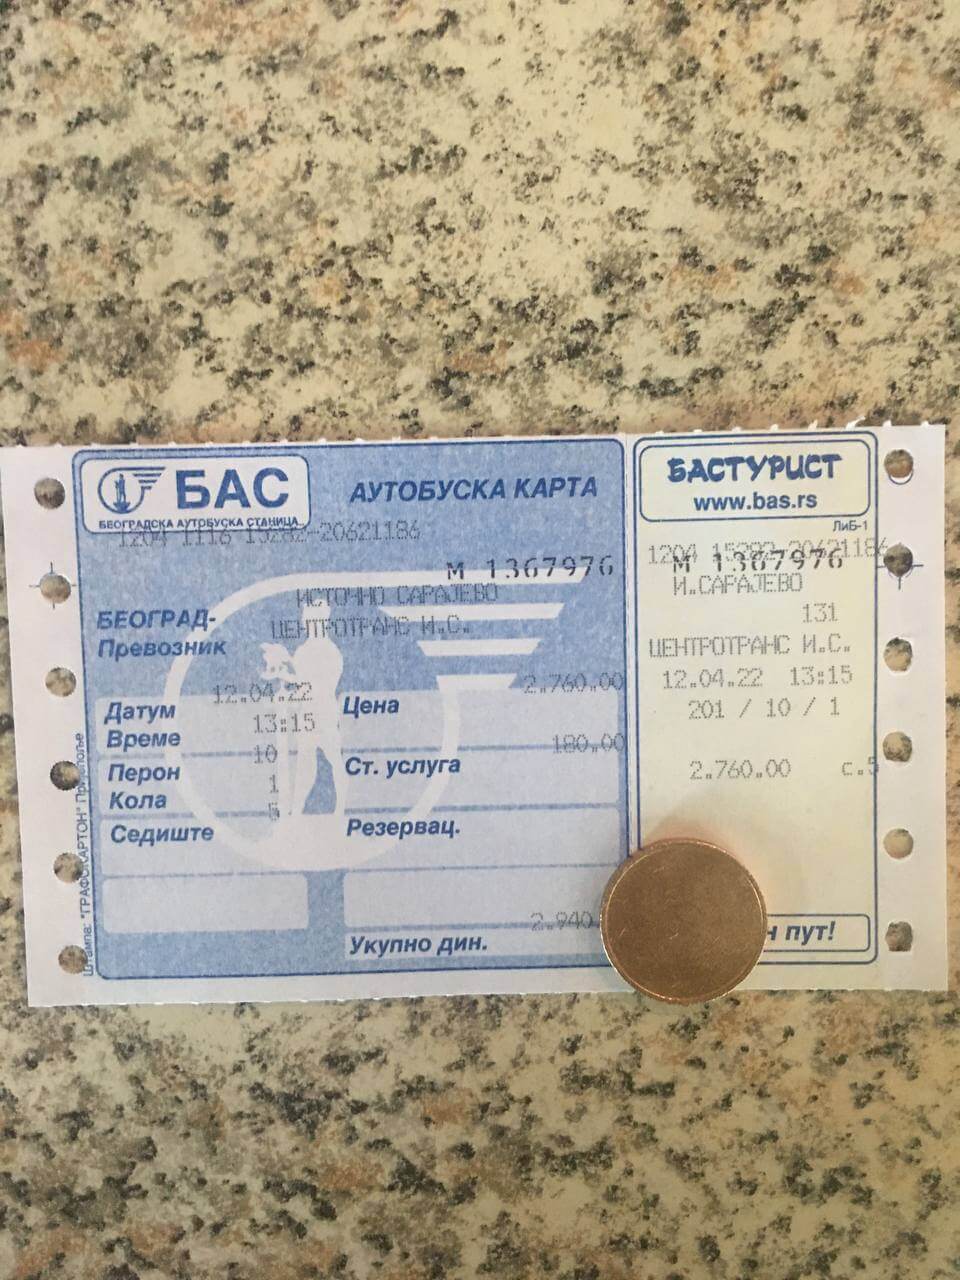 БАС
БЕОГРАДСКА АУТОБУСКА СТАНИЦА
АУТОБУСКА КАРТА
1204 1116 15282-20621186
М 1367976
БЕОГРАД-
ИСТОЧНО САРАЈЕВО
Превозник
ЦЕНТРОТРАНС И.С.
Датум 12.04.22
Време 13:15
Перон 10
Кола 1
Седиште 5
Цена 2.760.00
Ст. услуга 180.00
Резервац.
Укупно дин. 2.940.
Штампа: "ГРАФОКАРТОН" Пријепоље
БАСТУРИСТ
www.bas.rs
ЛиБ-1
1204 15282-20621186
М 1367976
И.САРАЈЕВО
131
ЦЕНТРОТРАНС И.С.
12.04.22 13:15
201 / 10 / 1
2.760.00 с.5
пут!